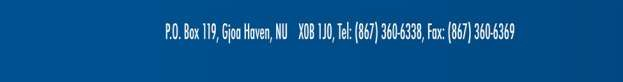 P.O. Box 119, Gjoa Haven, NU   X0B 1J0, Tel: (867) 360-6338, Fax: (867) 360-6369